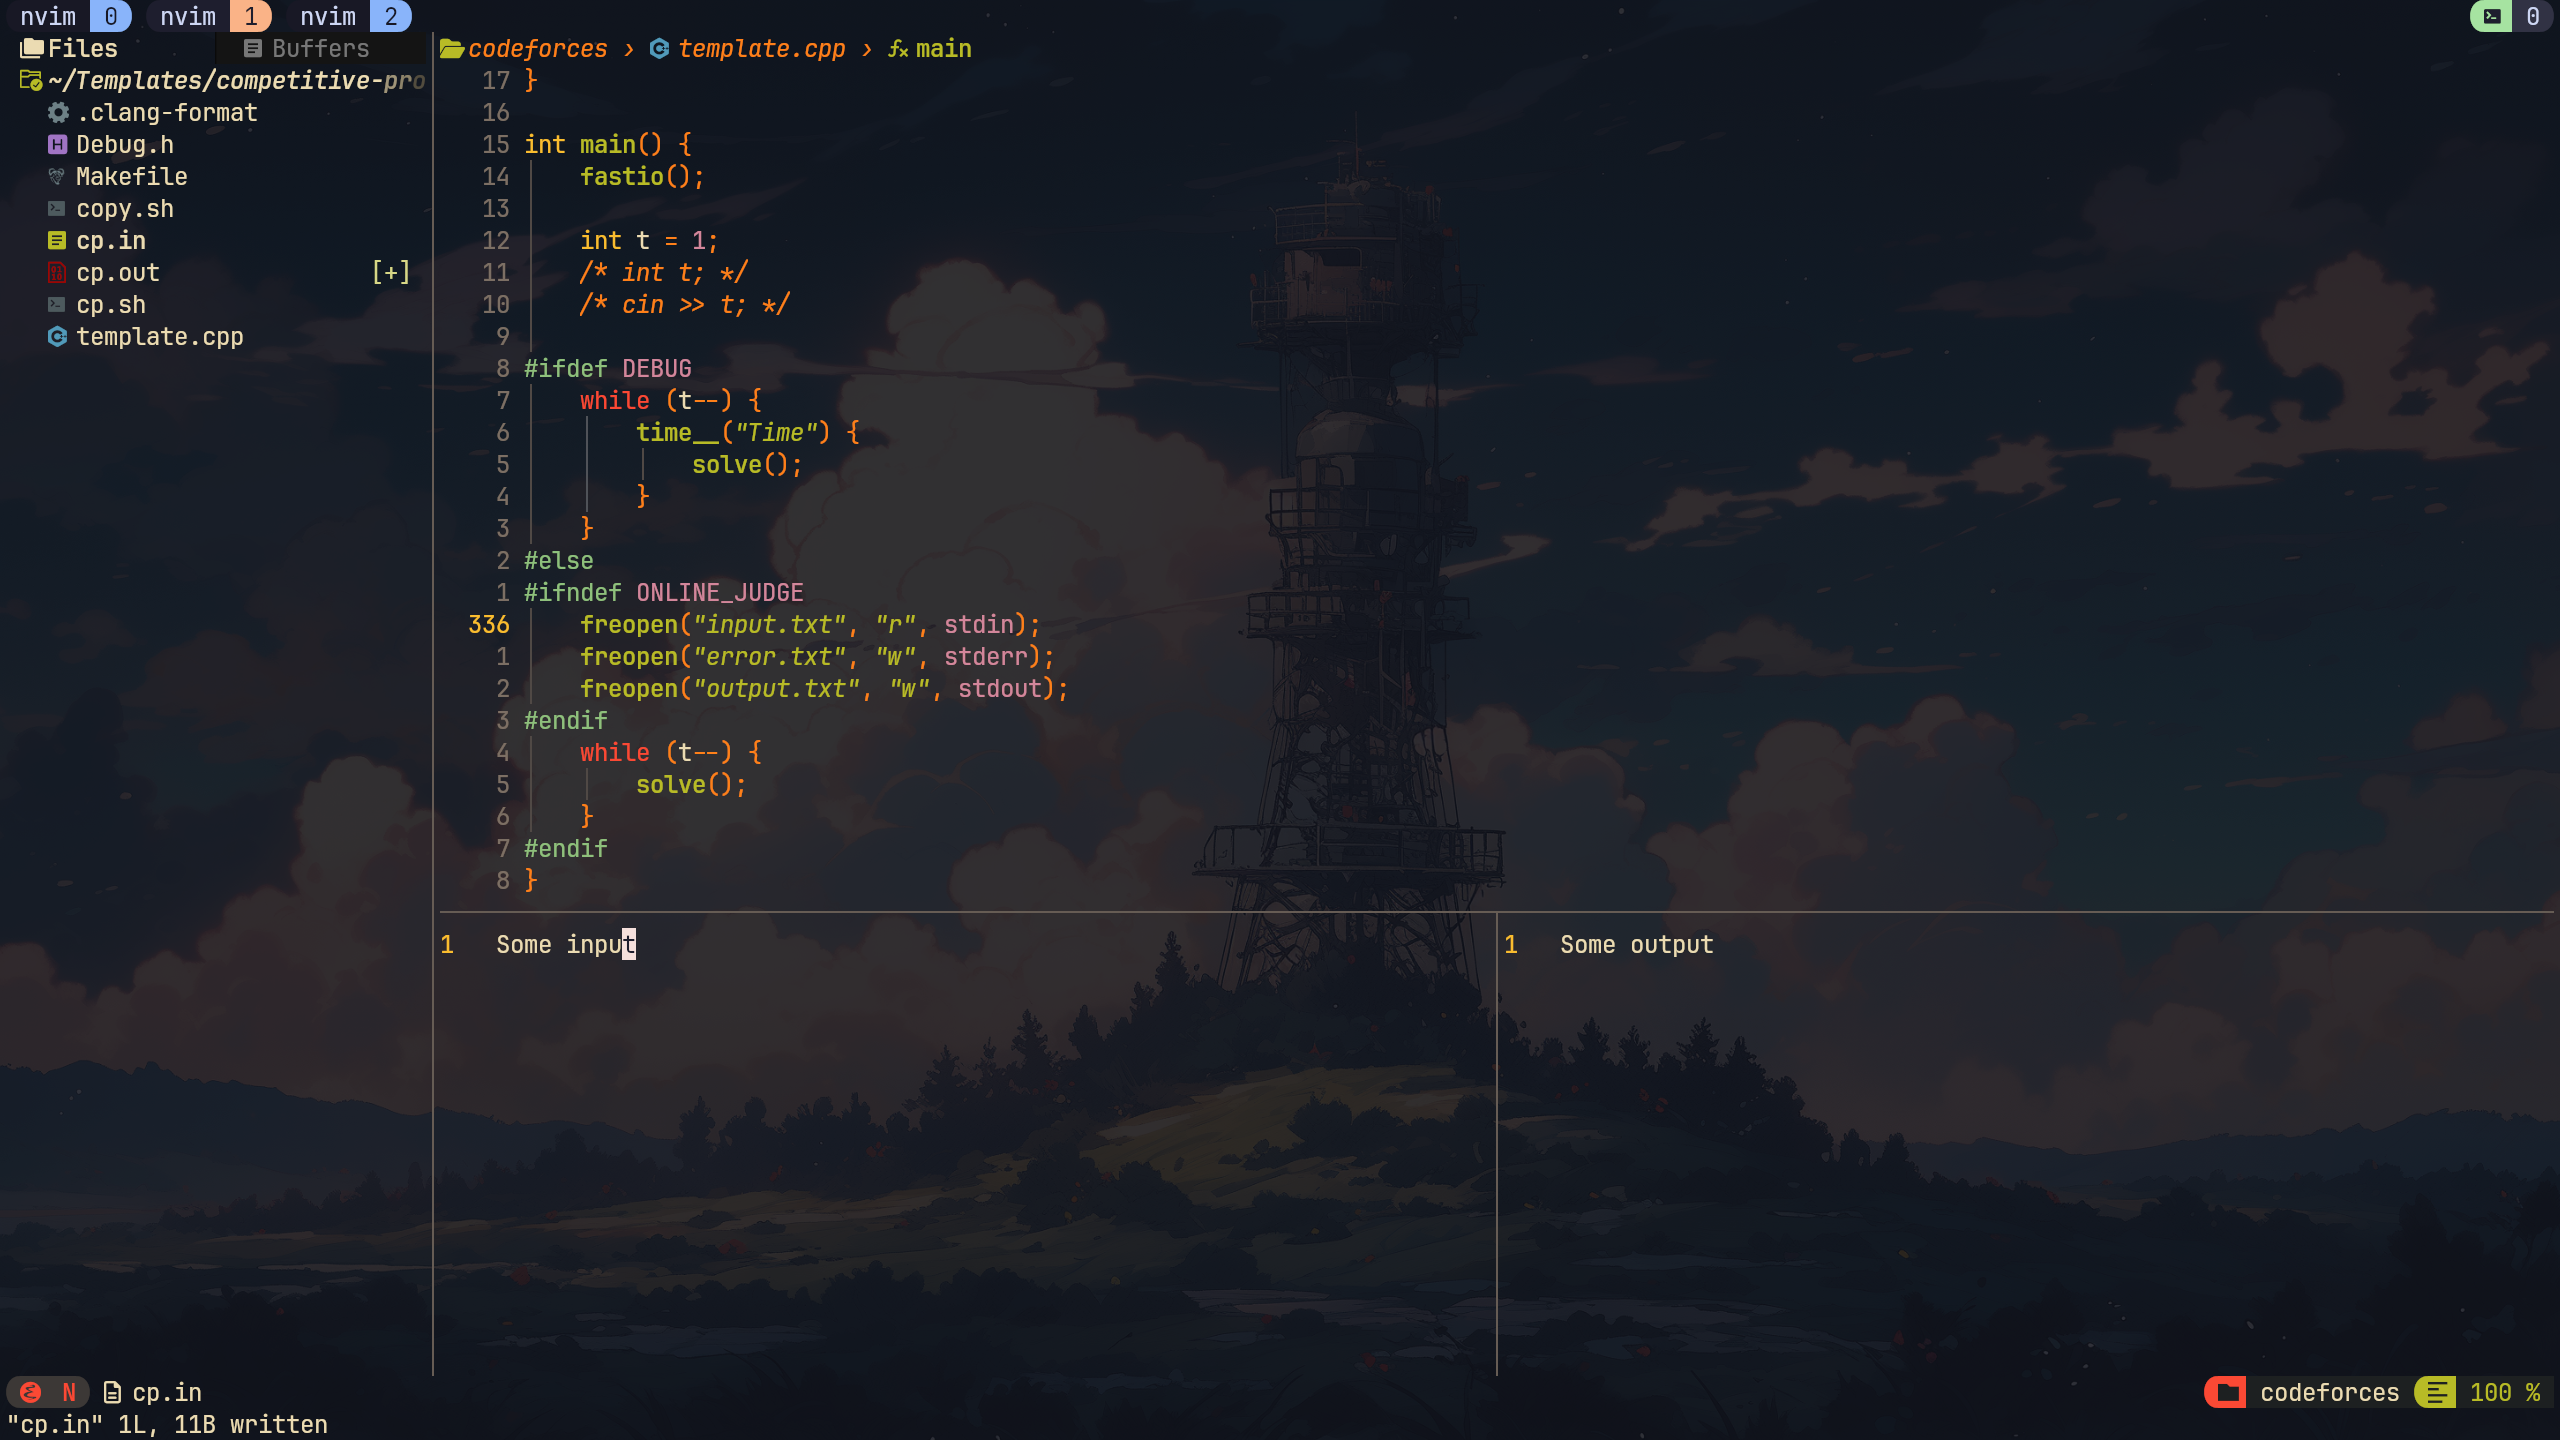 nvim 0 nvim 1 nvim 2 0
Files Buffers
~/Templates/competitive-pro
.clang-format
Debug.h
Makefile
copy.sh
cp.in
cp.out [+]
cp.sh
template.cpp
codeforces › template.cpp › main
17 }
16
15 int main() {
14 fastio();
13
12 int t = 1;
11 /* int t; */
10 /* cin >> t; */
9
8 #ifdef DEBUG
7 while (t--) {
6 time__("Time") {
5 solve();
4 }
3 }
2 #else
1 #ifndef ONLINE_JUDGE
336 freopen("input.txt", "r", stdin);
1 freopen("error.txt", "w", stderr);
2 freopen("output.txt", "w", stdout);
3 #endif
4 while (t--) {
5 solve();
6 }
7 #endif
8 }
1 Some input
1 Some output
N cp.in codeforces 100 %
"cp.in" 1L, 11B written